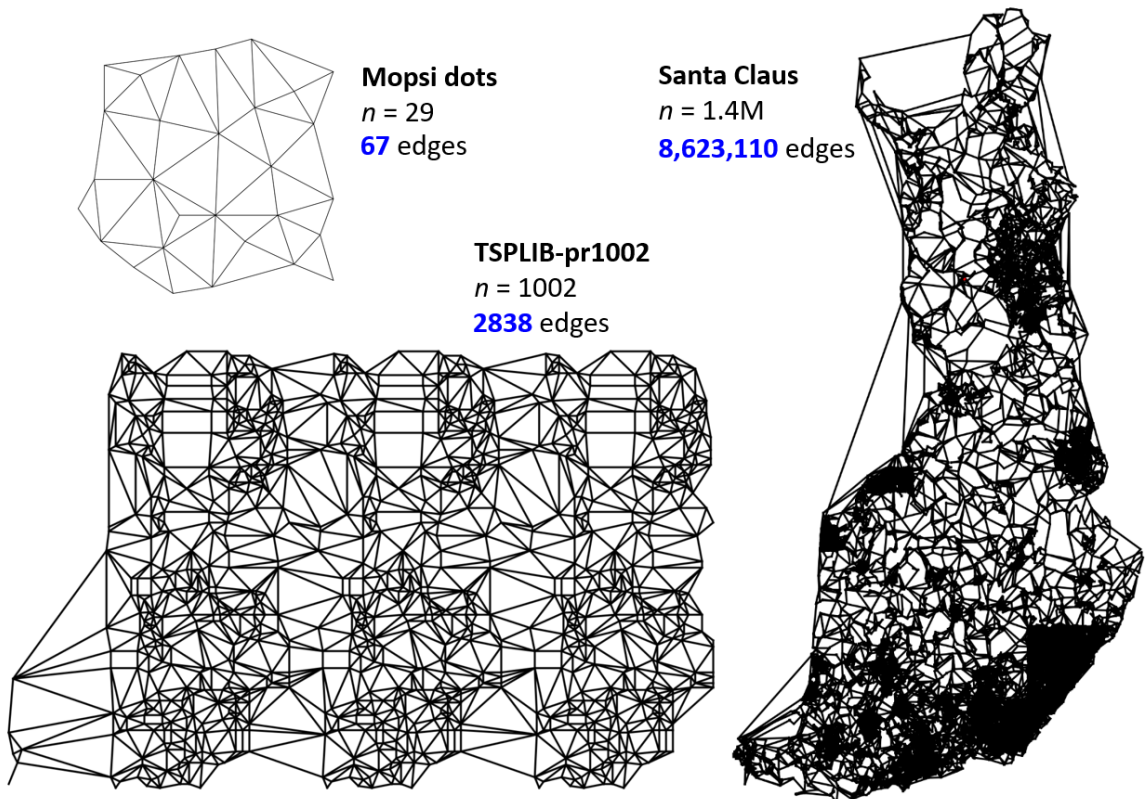 Mopsi dots
n = 29
67 edges
Santa Claus
n = 1.4M
8,623,110 edges
TSPLIB-pr1002
n = 1002
2838 edges